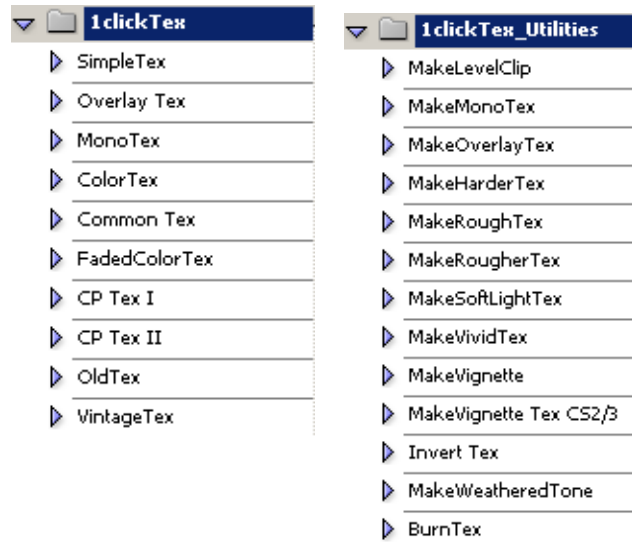 1clickTex
SimpleTex
Overlay Tex
MonoTex
ColorTex
Common Tex
FadedColorTex
CP Tex I
CP Tex II
OldTex
VintageTex
1clickTex_Utilities
MakeLevelClip
MakeMonoTex
MakeOverlayTex
MakeHarderTex
MakeRoughTex
MakeRougherTex
MakeSoftLightTex
MakeVividTex
MakeVignette
MakeVignette Tex CS2/3
Invert Tex
MakeWeatheredTone
BurnTex